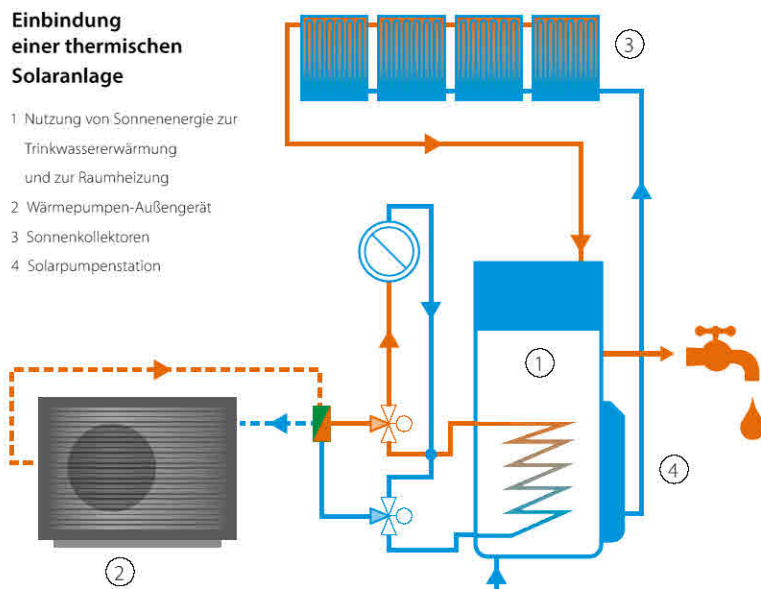 Einbindung
einer thermischen
Solaranlage
1 Nutzung von Sonnenenergie zur
Trinkwassererwärmung
und zur Raumheizung
2 Wärmepumpen-Außengerät
3 Sonnenkollektoren
4 Solarpumpenstation
3
1
4
2